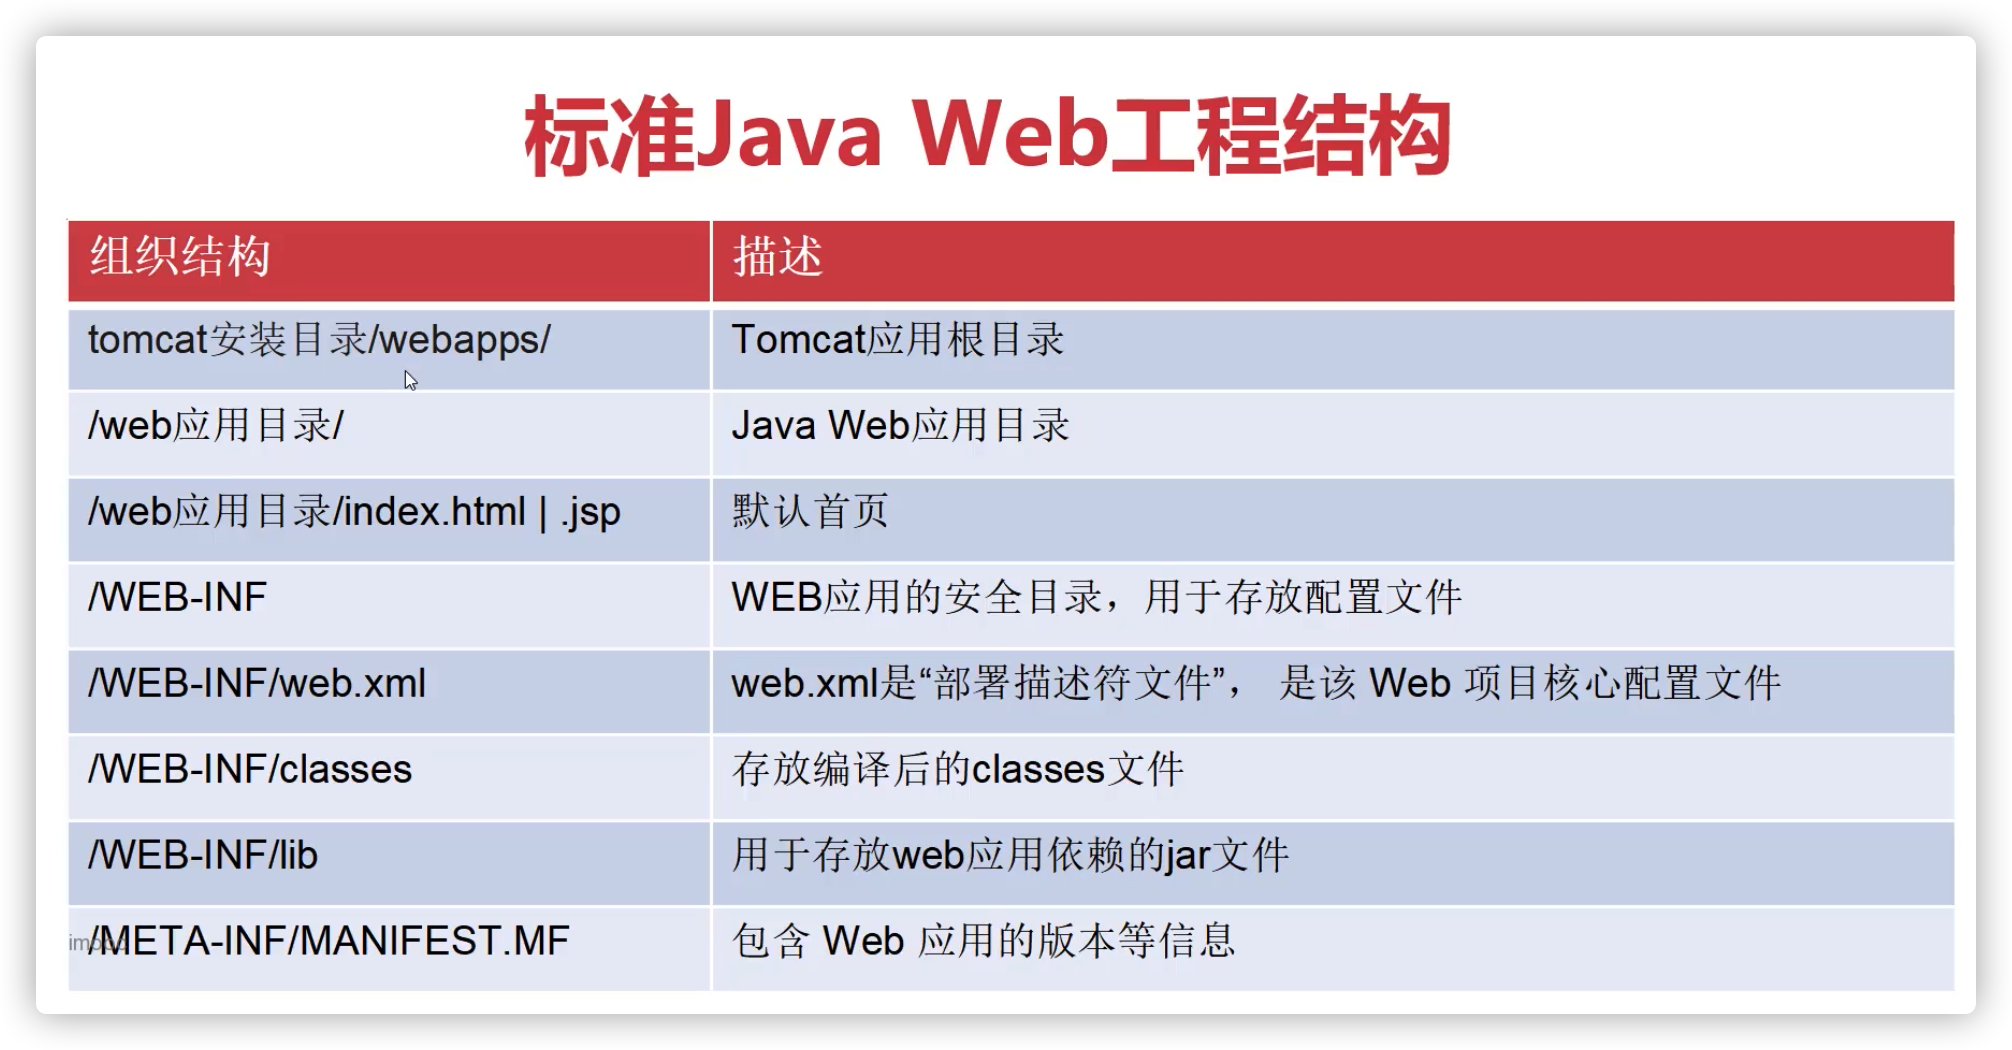 标准Java Web工程结构
组织结构 描述
tomcat安装目录/webapps/ Tomcat应用根目录
/web应用目录/ Java Web应用目录
/web应用目录/index.html | .jsp 默认首页
/WEB-INF WEB应用的安全目录，用于存放配置文件
/WEB-INF/web.xml web.xml是“部署描述符文件”， 是该 Web 项目核心配置文件
/WEB-INF/classes 存放编译后的classes文件
/WEB-INF/lib 用于存放web应用依赖的jar文件
/META-INF/MANIFEST.MF 包含 Web 应用的版本等信息